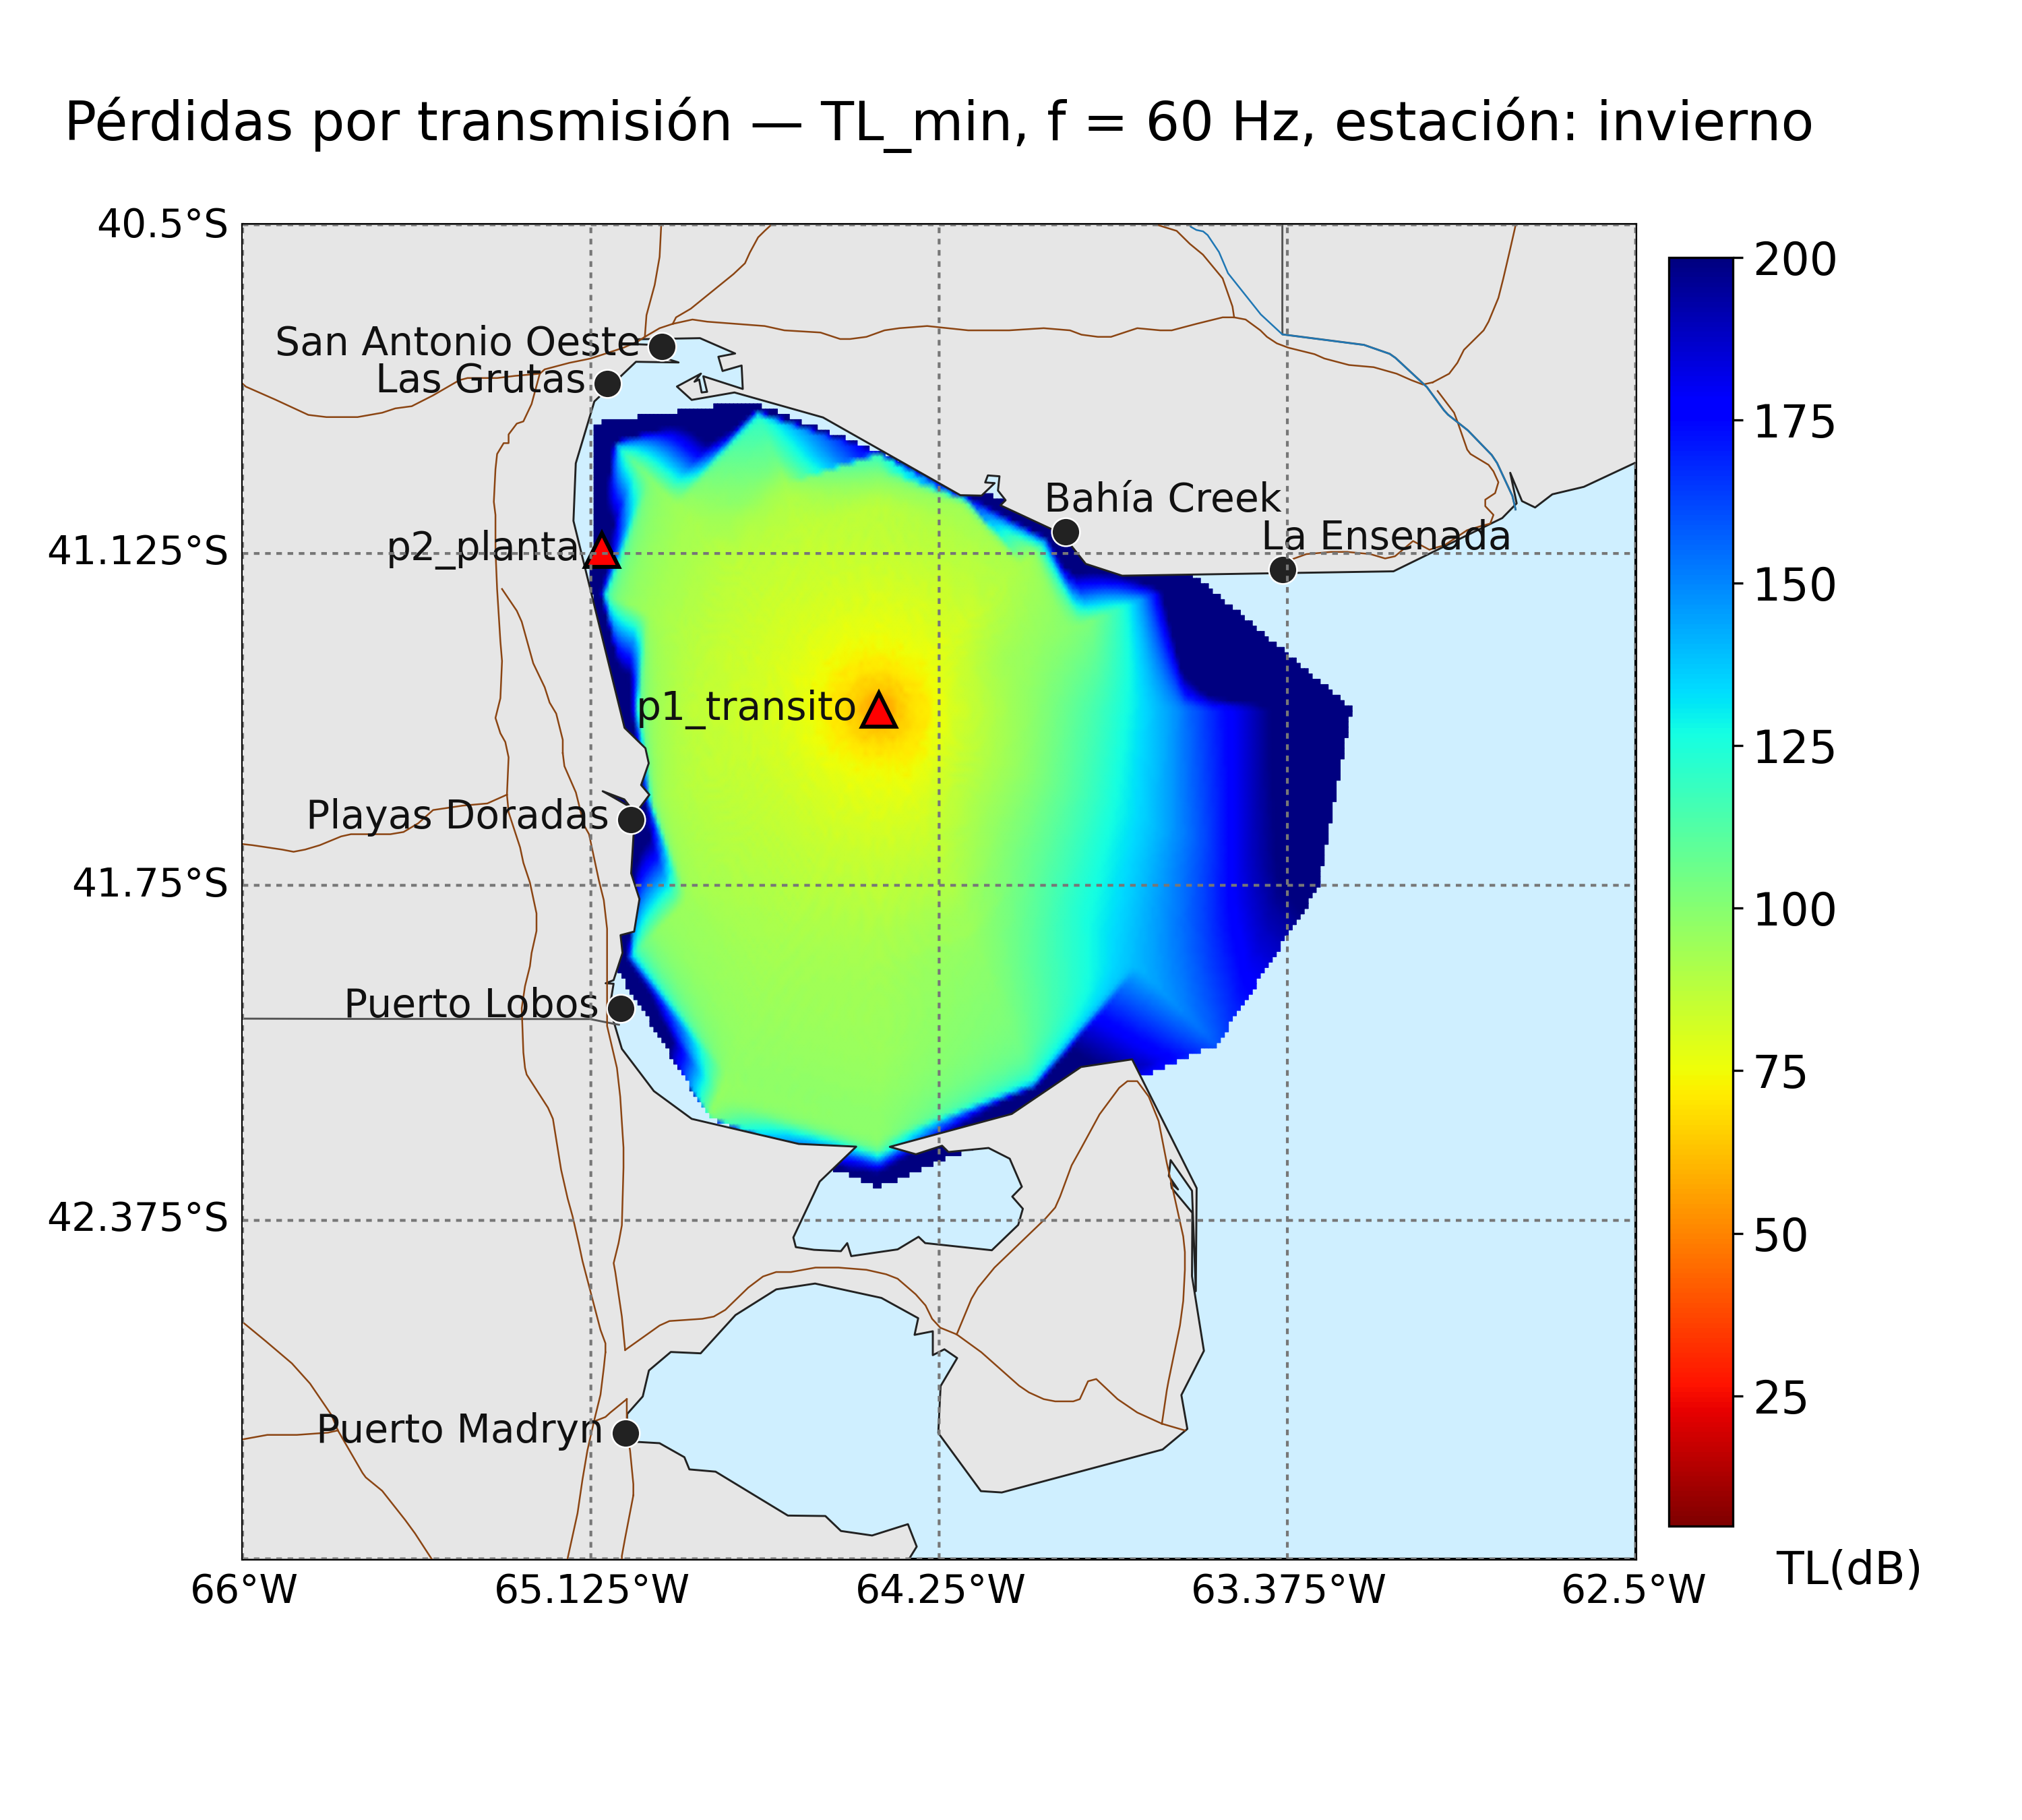 Pérdidas por transmisión — TL_min, f = 60 Hz, estación: invierno
40.5°S
200
San Antonio Oeste
Las Grutas
175
Bahía Creek
La Ensenada
p2_planta
41.125°S
150
p1_transito
125
Playas Doradas
41.75°S
100
Puerto Lobos
75
42.375°S
50
25
Puerto Madryn
TL(dB)
66°W 65.125°W 64.25°W 63.375°W 62.5°W